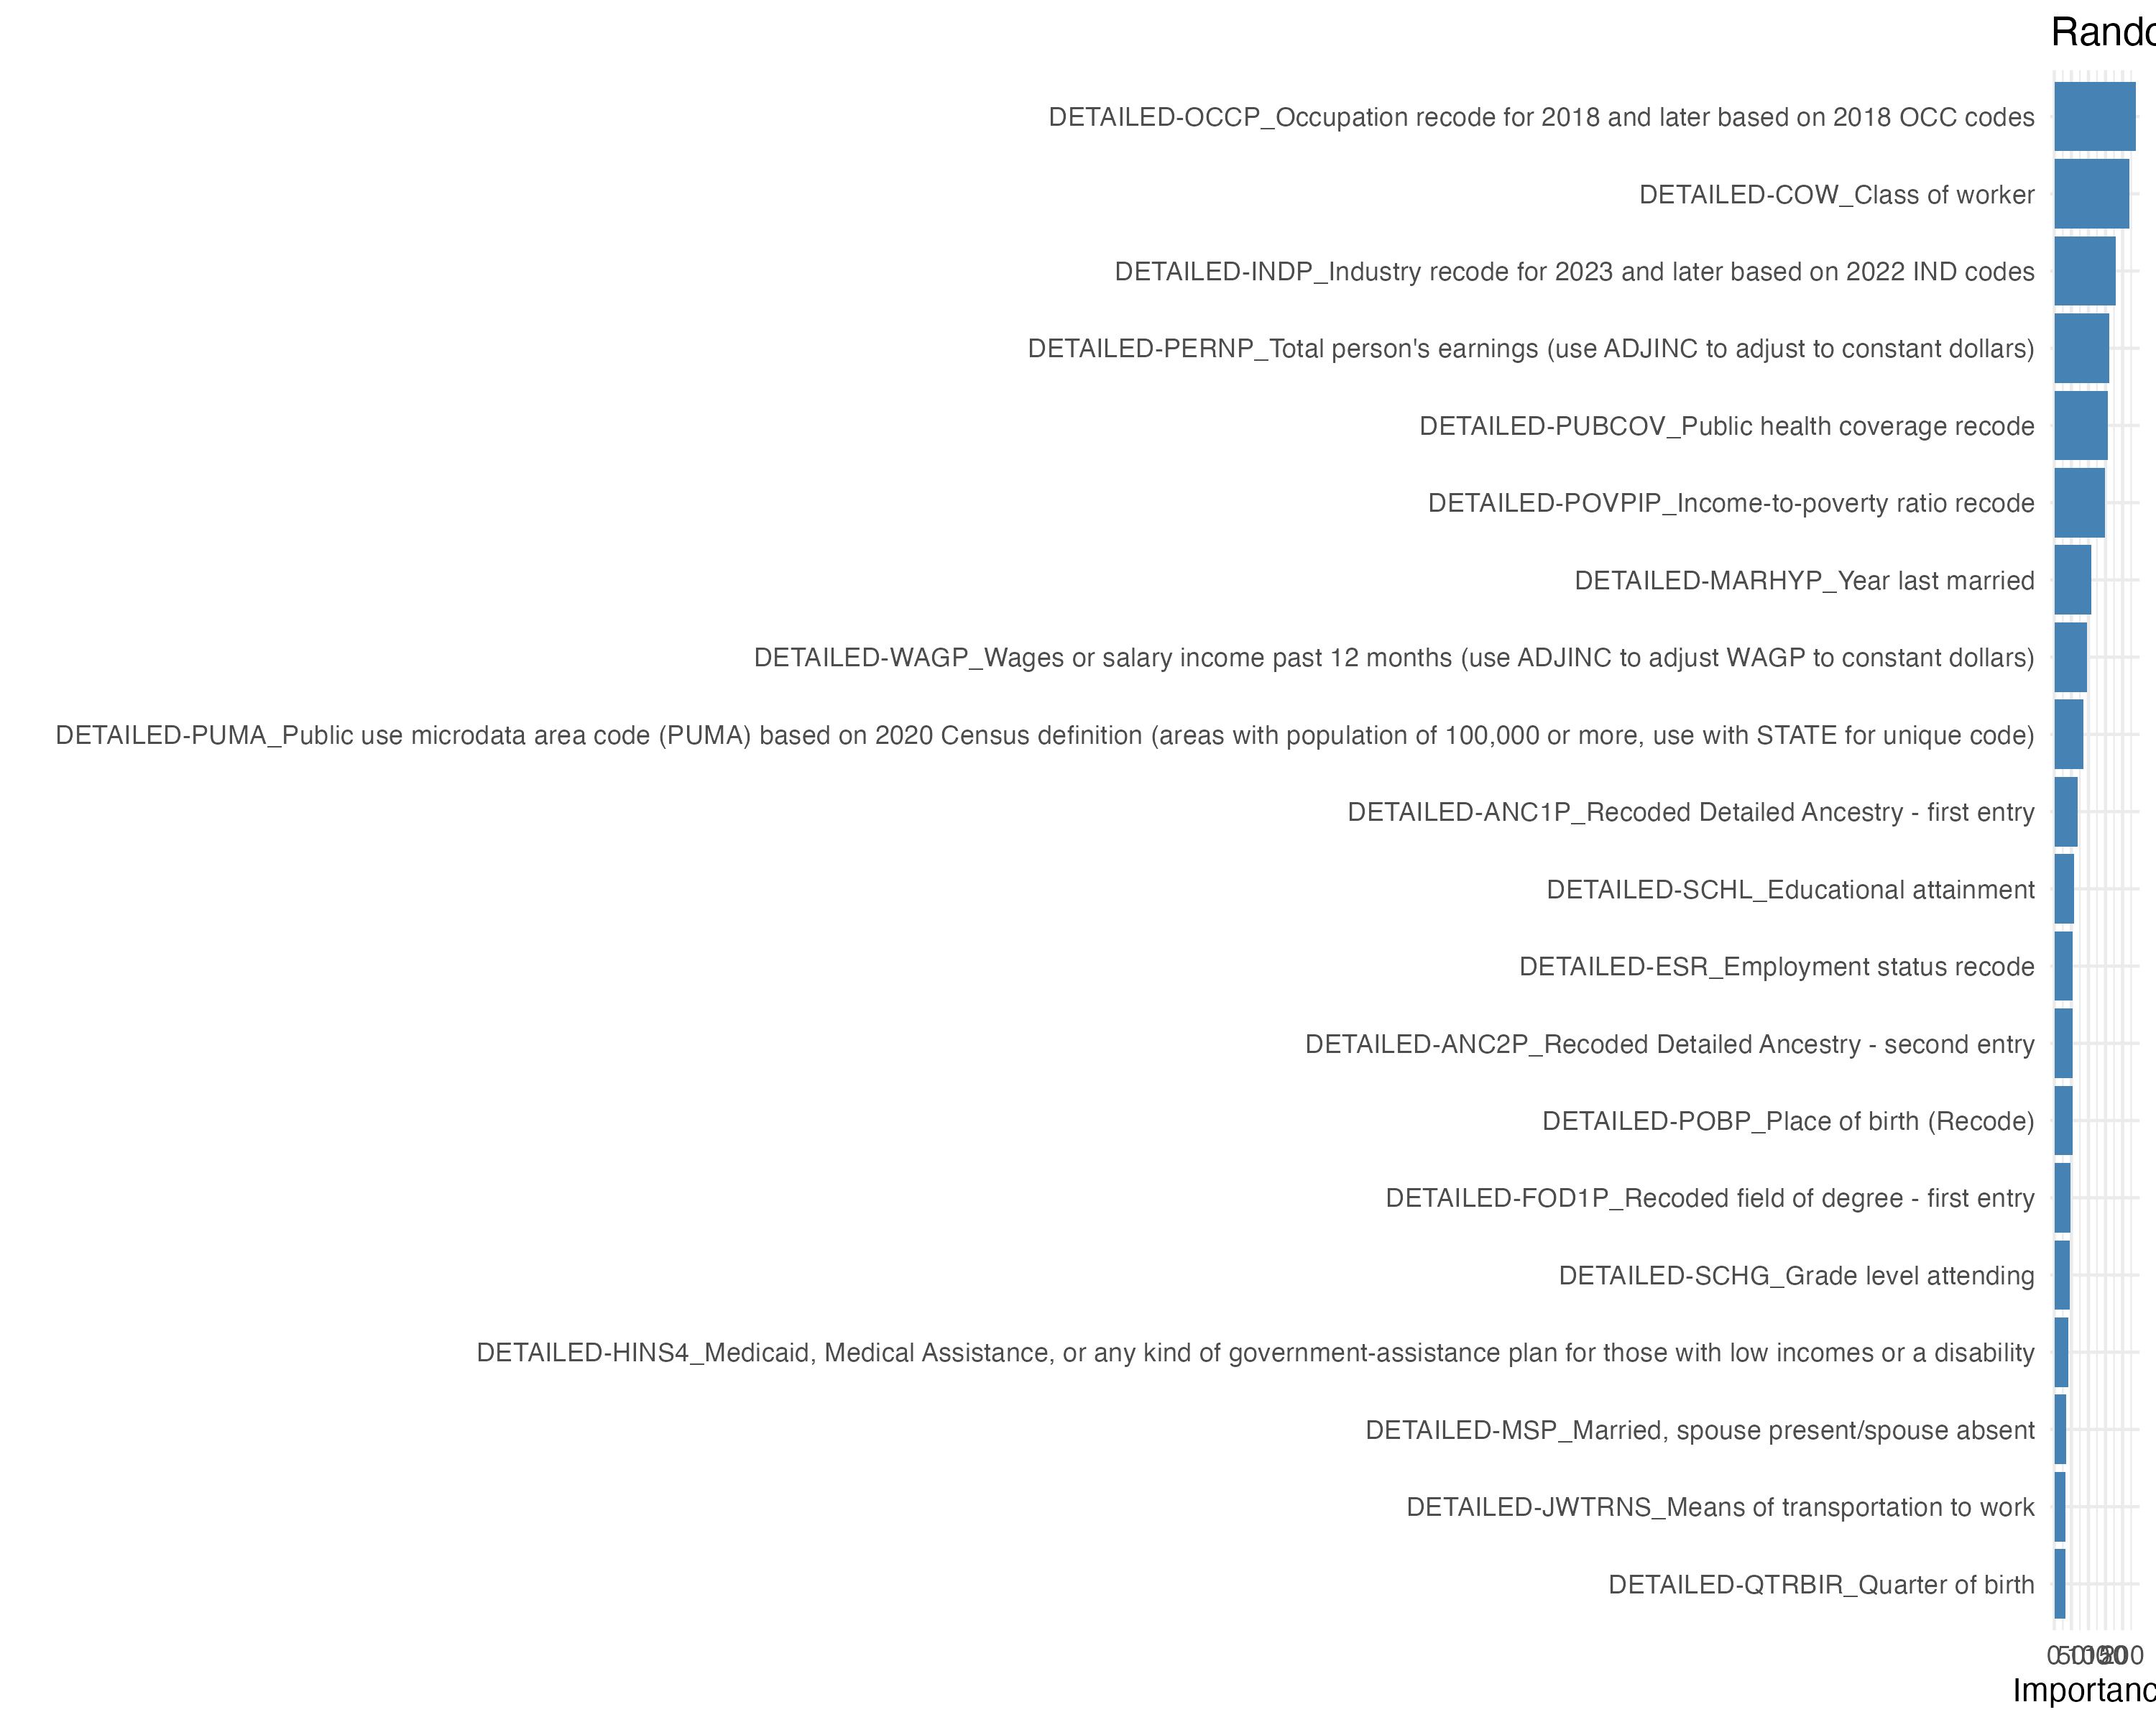 DETAILED-OCCP_Occupation recode for 2018 and later based on 2018 OCC codes
DETAILED-COW_Class of worker
DETAILED-INDP_Industry recode for 2023 and later based on 2022 IND codes
DETAILED-PERNP_Total person's earnings (use ADJINC to adjust to constant dollars)
DETAILED-PUBCOV_Public health coverage recode
DETAILED-POVPIP_Income-to-poverty ratio recode
DETAILED-MARHYP_Year last married
DETAILED-WAGP_Wages or salary income past 12 months (use ADJINC to adjust WAGP to constant dollars)
DETAILED-PUMA_Public use microdata area code (PUMA) based on 2020 Census definition (areas with population of 100,000 or more, use with STATE for unique code)
DETAILED-ANC1P_Recoded Detailed Ancestry - first entry
DETAILED-SCHL_Educational attainment
DETAILED-ESR_Employment status recode
DETAILED-ANC2P_Recoded Detailed Ancestry - second entry
DETAILED-POBP_Place of birth (Recode)
DETAILED-FOD1P_Recoded field of degree - first entry
DETAILED-SCHG_Grade level attending
DETAILED-HINS4_Medicaid, Medical Assistance, or any kind of government-assistance plan for those with low incomes or a disability
DETAILED-MSP_Married, spouse present/spouse absent
DETAILED-JWTRNS_Means of transportation to work
DETAILED-QTRBIR_Quarter of birth
0 50 100 150 200